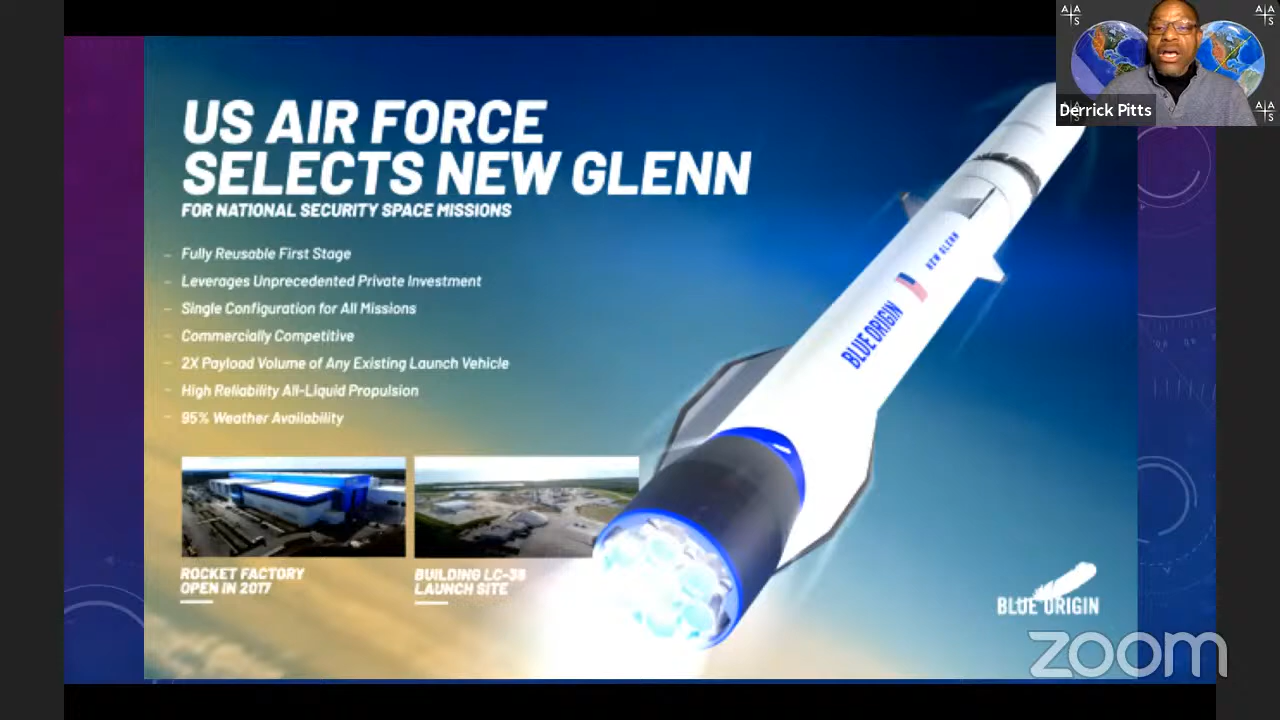 US AIR FORCE
SELECTS NEW GLENN
FOR NATIONAL SECURITY SPACE MISSIONS
– Fully Reusable First Stage
– Leverages Unprecedented Private Investment
– Single Configuration for All Missions
– Commercially Competitive
– 2X Payload Volume of Any Existing Launch Vehicle
– High Reliability All-Liquid Propulsion
– 95% Weather Availability
ROCKET FACTORY
OPEN IN 2017
BUILDING LC-36
LAUNCH SITE
NEW GLENN
BLUE ORIGIN
BLUE ORIGIN
zoom
Derrick Pitts
A A
S
A A
S
A A
S
A A
S